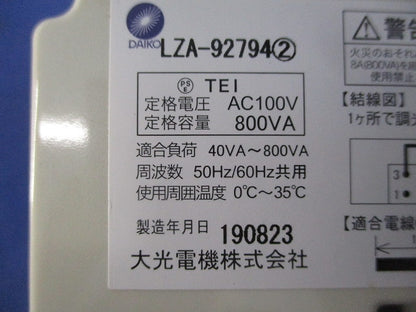 DAIKO
LZA-92794②
PS
E
TEI
定格電圧 AC100V
定格容量 800VA
適合負荷 40VA～800VA
周波数 50Hz/60Hz共用
使用周囲温度 0℃～35℃
製造年月日 190823
大光電機株式会社
警告
火災のおそれ
8A(800VA)を
使用禁止
【結線図】
1ヶ所で調光
3
1
【適合電線